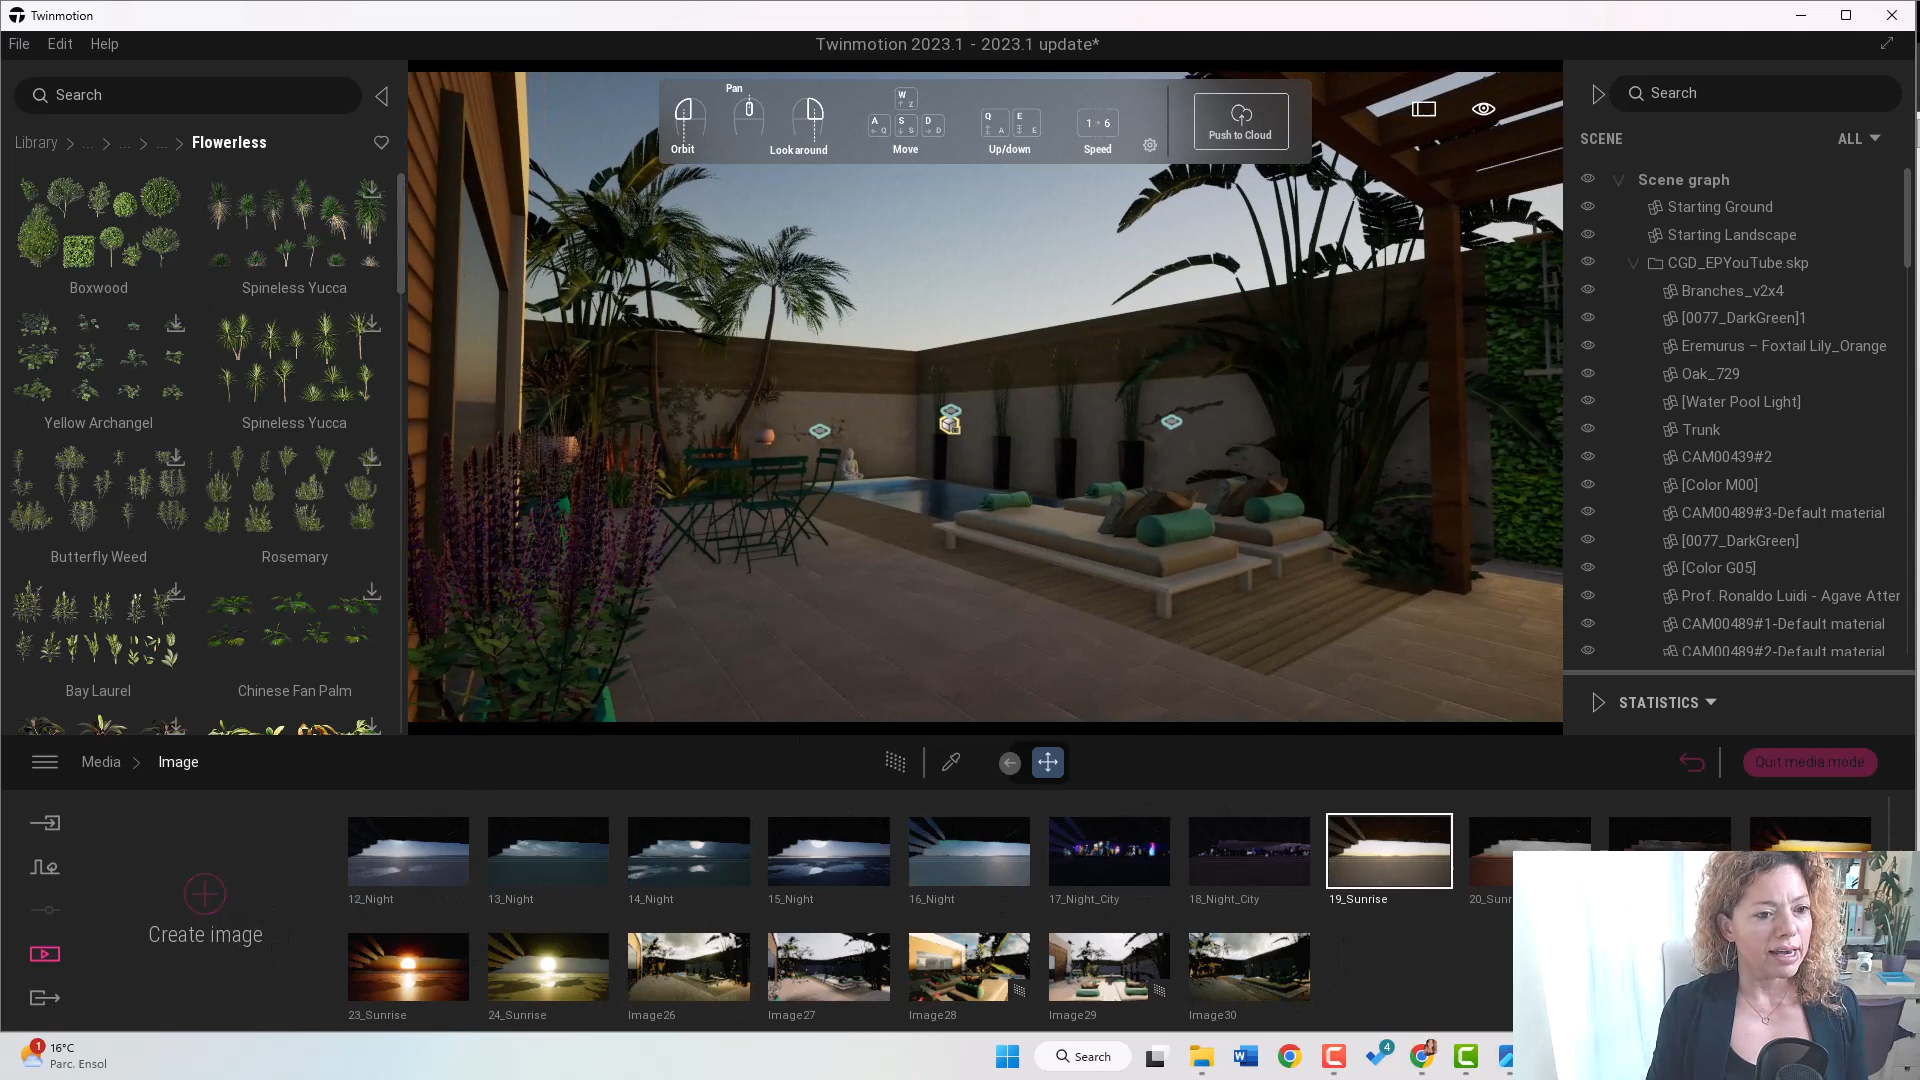 Twinmotion
File Edit Help
Twinmotion 2023.1 - 2023.1 update*
Search
Library ... ... ... Flowerless
Boxwood
Spineless Yucca
Yellow Archangel
Spineless Yucca
Butterfly Weed
Rosemary
Bay Laurel
Chinese Fan Palm
Pan
W Z
A Q S S D D
Q A E E
1 6
Orbit
Look around
Move
Up/down
Speed
Push to Cloud
Search
SCENE ALL
Scene graph
Starting Ground
Starting Landscape
CGD_EPYouTube.skp
Branches_v2x4
[0077_DarkGreen]1
Eremurus – Foxtail Lily_Orange
Oak_729
[Water Pool Light]
Trunk
CAM00439#2
[Color M00]
CAM00489#3-Default material
[0077_DarkGreen]
[Color G05]
Prof. Ronaldo Luidi - Agave Atter
CAM00489#1-Default material
CAM00489#2-Default material
STATISTICS
Media Image
Quit media mode
Create image
12_Night
13_Night
14_Night
15_Night
16_Night
17_Night_City
18_Night_City
19_Sunrise
20_Sunr
23_Sunrise
24_Sunrise
Image26
Image27
Image28
Image29
Image30
1
16°C
Parc. Ensol
Search
4